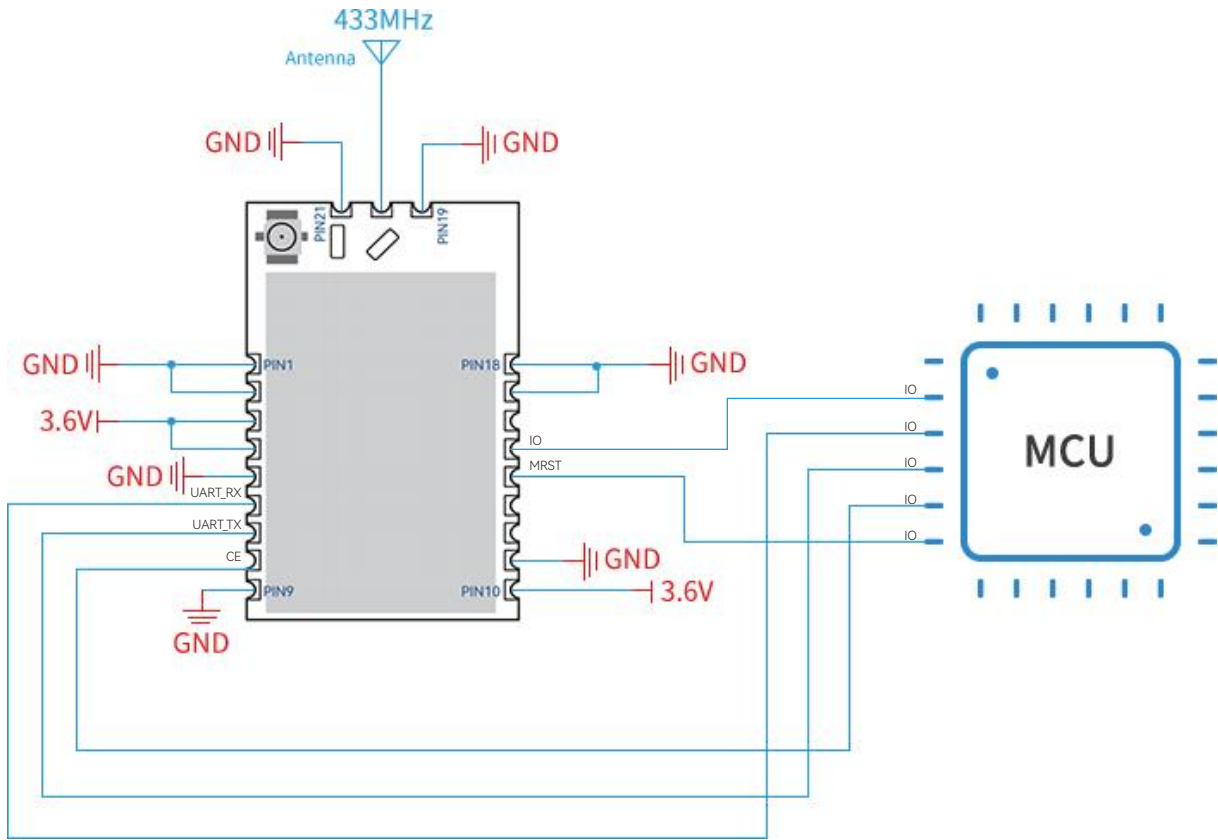 433MHz
Antenna
GND
GND
PIN21
PIN19
GND
PIN1
PIN18
GND
IO
3.6V
IO
IO
MCU
MRST
IO
GND
UART_RX
IO
UART_TX
IO
CE
GND
PIN9
PIN10
3.6V
GND